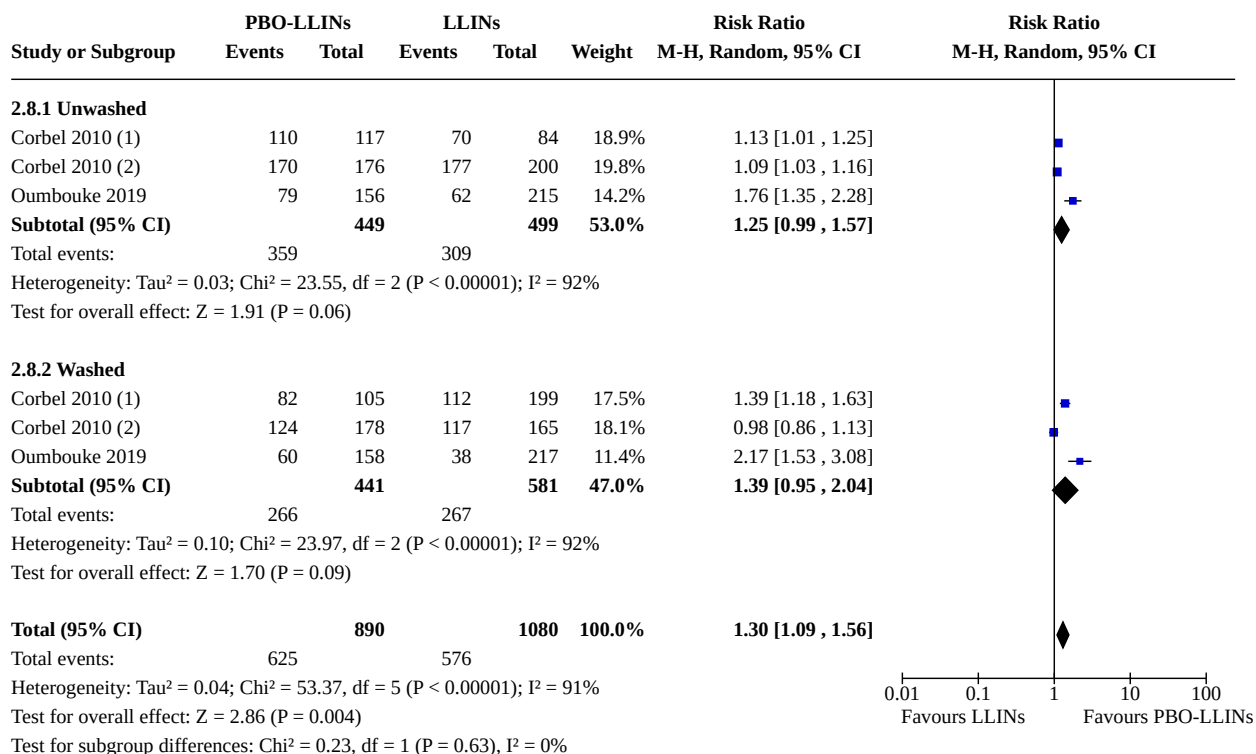 PBO-LLINs LLINs Risk Ratio Risk Ratio
Study or Subgroup Events Total Events Total Weight M-H, Random, 95% CI M-H, Random, 95% CI
2.8.1 Unwashed
Corbel 2010 (1) 110 117 70 84 18.9% 1.13 [1.01 , 1.25]
Corbel 2010 (2) 170 176 177 200 19.8% 1.09 [1.03 , 1.16]
Oumbouke 2019 79 156 62 215 14.2% 1.76 [1.35 , 2.28]
Subtotal (95% CI) 449 499 53.0% 1.25 [0.99 , 1.57]
Total events: 359 309
Heterogeneity: Tau² = 0.03; Chi² = 23.55, df = 2 (P < 0.00001); I² = 92%
Test for overall effect: Z = 1.91 (P = 0.06)
2.8.2 Washed
Corbel 2010 (1) 82 105 112 199 17.5% 1.39 [1.18 , 1.63]
Corbel 2010 (2) 124 178 117 165 18.1% 0.98 [0.86 , 1.13]
Oumbouke 2019 60 158 38 217 11.4% 2.17 [1.53 , 3.08]
Subtotal (95% CI) 441 581 47.0% 1.39 [0.95 , 2.04]
Total events: 266 267
Heterogeneity: Tau² = 0.10; Chi² = 23.97, df = 2 (P < 0.00001); I² = 92%
Test for overall effect: Z = 1.70 (P = 0.09)
Total (95% CI) 890 1080 100.0% 1.30 [1.09 , 1.56]
Total events: 625 576
Heterogeneity: Tau² = 0.04; Chi² = 53.37, df = 5 (P < 0.00001); I² = 91%
0.01 0.1 1 10 100
Test for overall effect: Z = 2.86 (P = 0.004)
Favours LLINs Favours PBO-LLINs
Test for subgroup differences: Chi² = 0.23, df = 1 (P = 0.63), I² = 0%